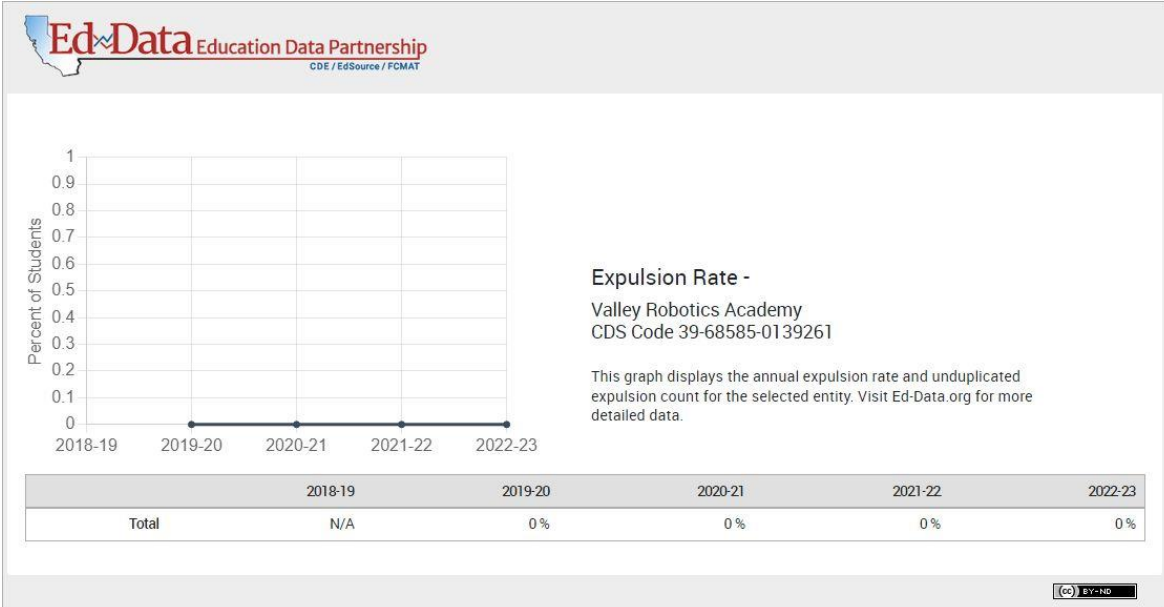 Ed Data Education Data Partnership
CDE / EdSource / FCMAT
1
0.9
0.8
0.7
0.6
0.5
0.4
0.3
0.2
0.1
0
Percent of Students
2018-19 2019-20 2020-21 2021-22 2022-23
Expulsion Rate -
Valley Robotics Academy
CDS Code 39-68585-0139261
This graph displays the annual expulsion rate and unduplicated
expulsion count for the selected entity. Visit Ed-Data.org for more
detailed data.
2018-19 2019-20 2020-21 2021-22 2022-23
Total N/A 0 % 0 % 0 % 0 %
(cc) BY-ND